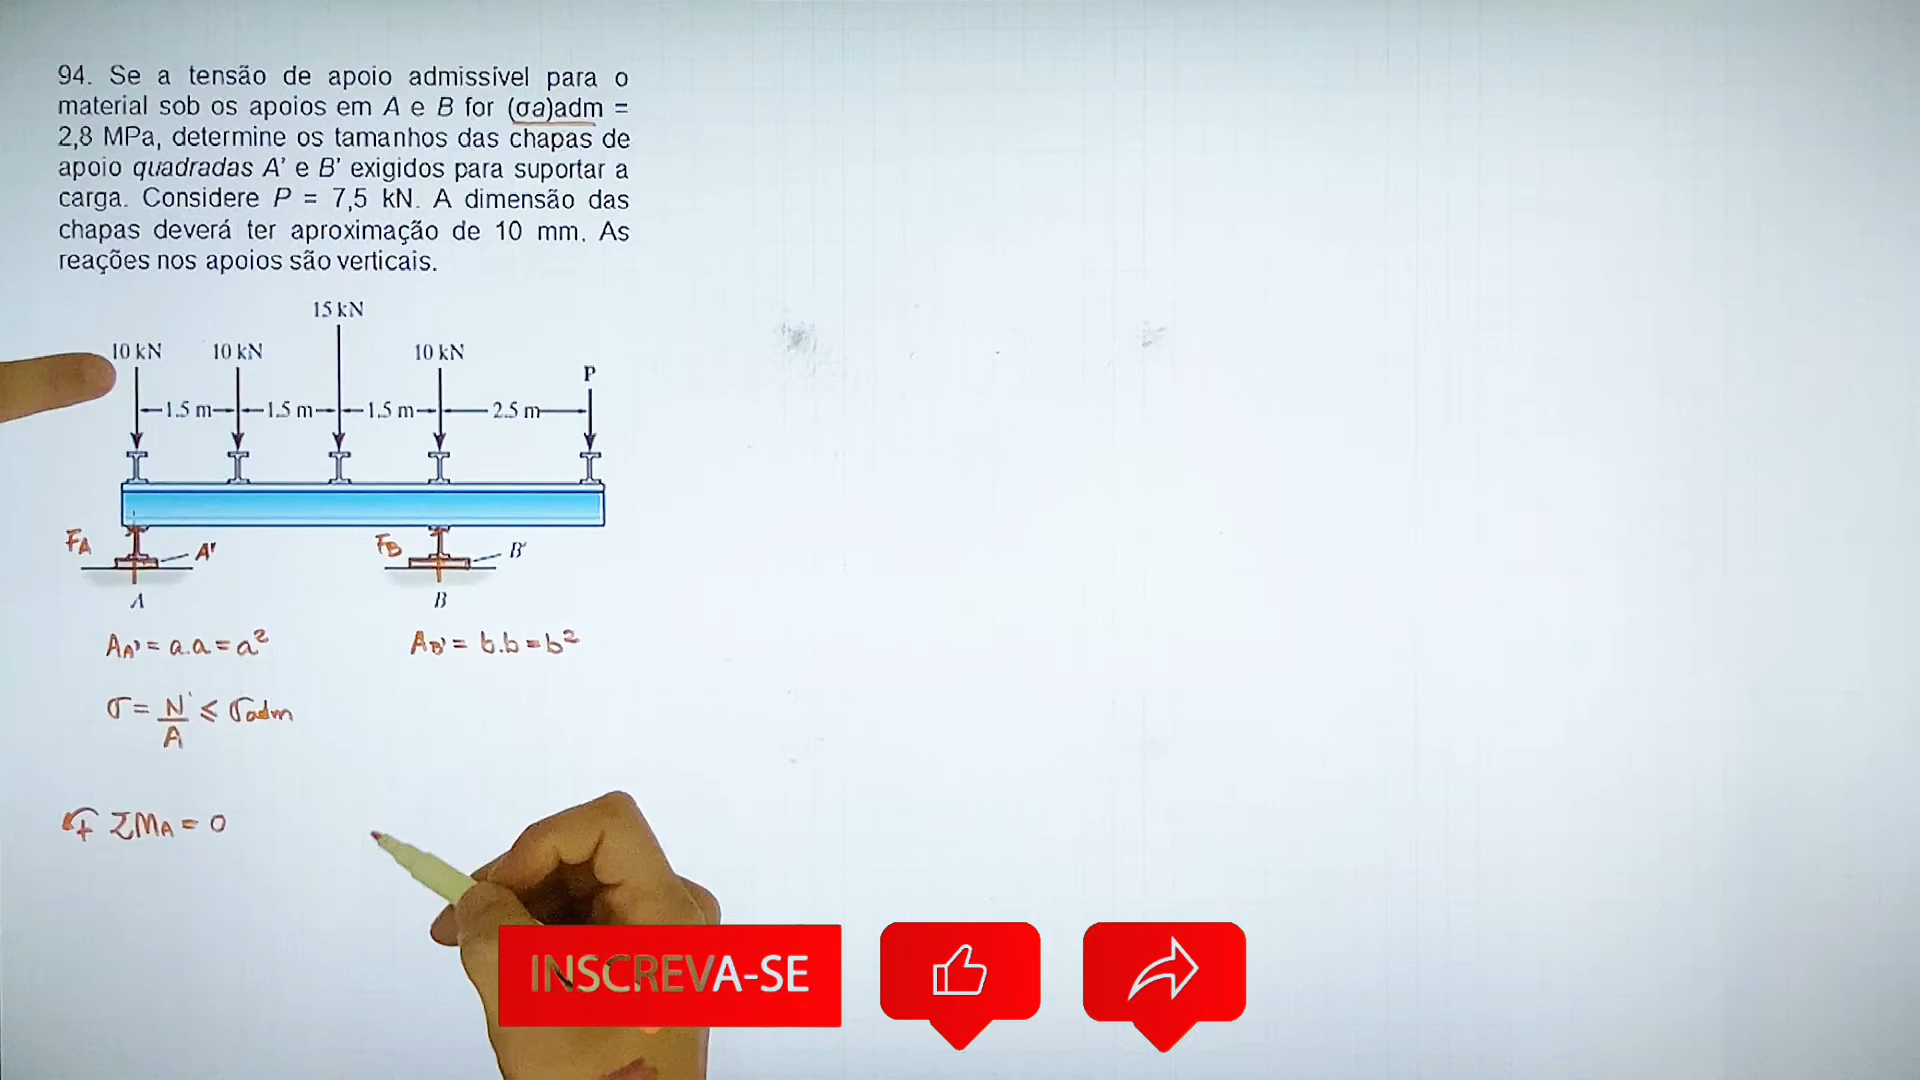 94. Se a tensão de apoio admissível para o
material sob os apoios em A e B for (σa)adm =
2,8 MPa, determine os tamanhos das chapas de
apoio quadradas A' e B' exigidos para suportar a
carga. Considere P = 7,5 kN. A dimensão das
chapas deverá ter aproximação de 10 mm. As
reações nos apoios são verticais.
15 kN
10 kN 10 kN 10 kN
P
1.5 m 1.5 m 1.5 m 2.5 m
FA A' FB B'
A B
AA' = a.a = a² AB' = b.b = b²
σ = N/A ≤ σadm
+ ΣMA = 0
INSCREVA-SE